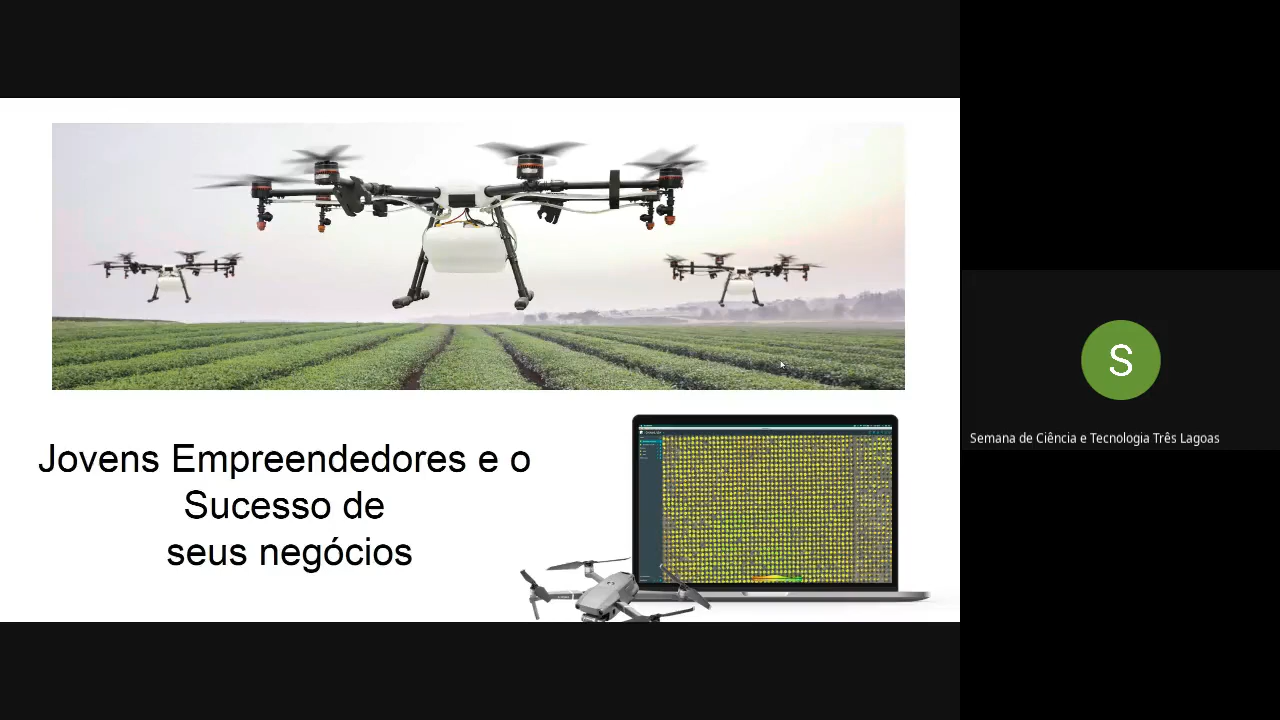 Jovens Empreendedores e o
Sucesso de
seus negócios
S
Semana de Ciência e Tecnologia Três Lagoas